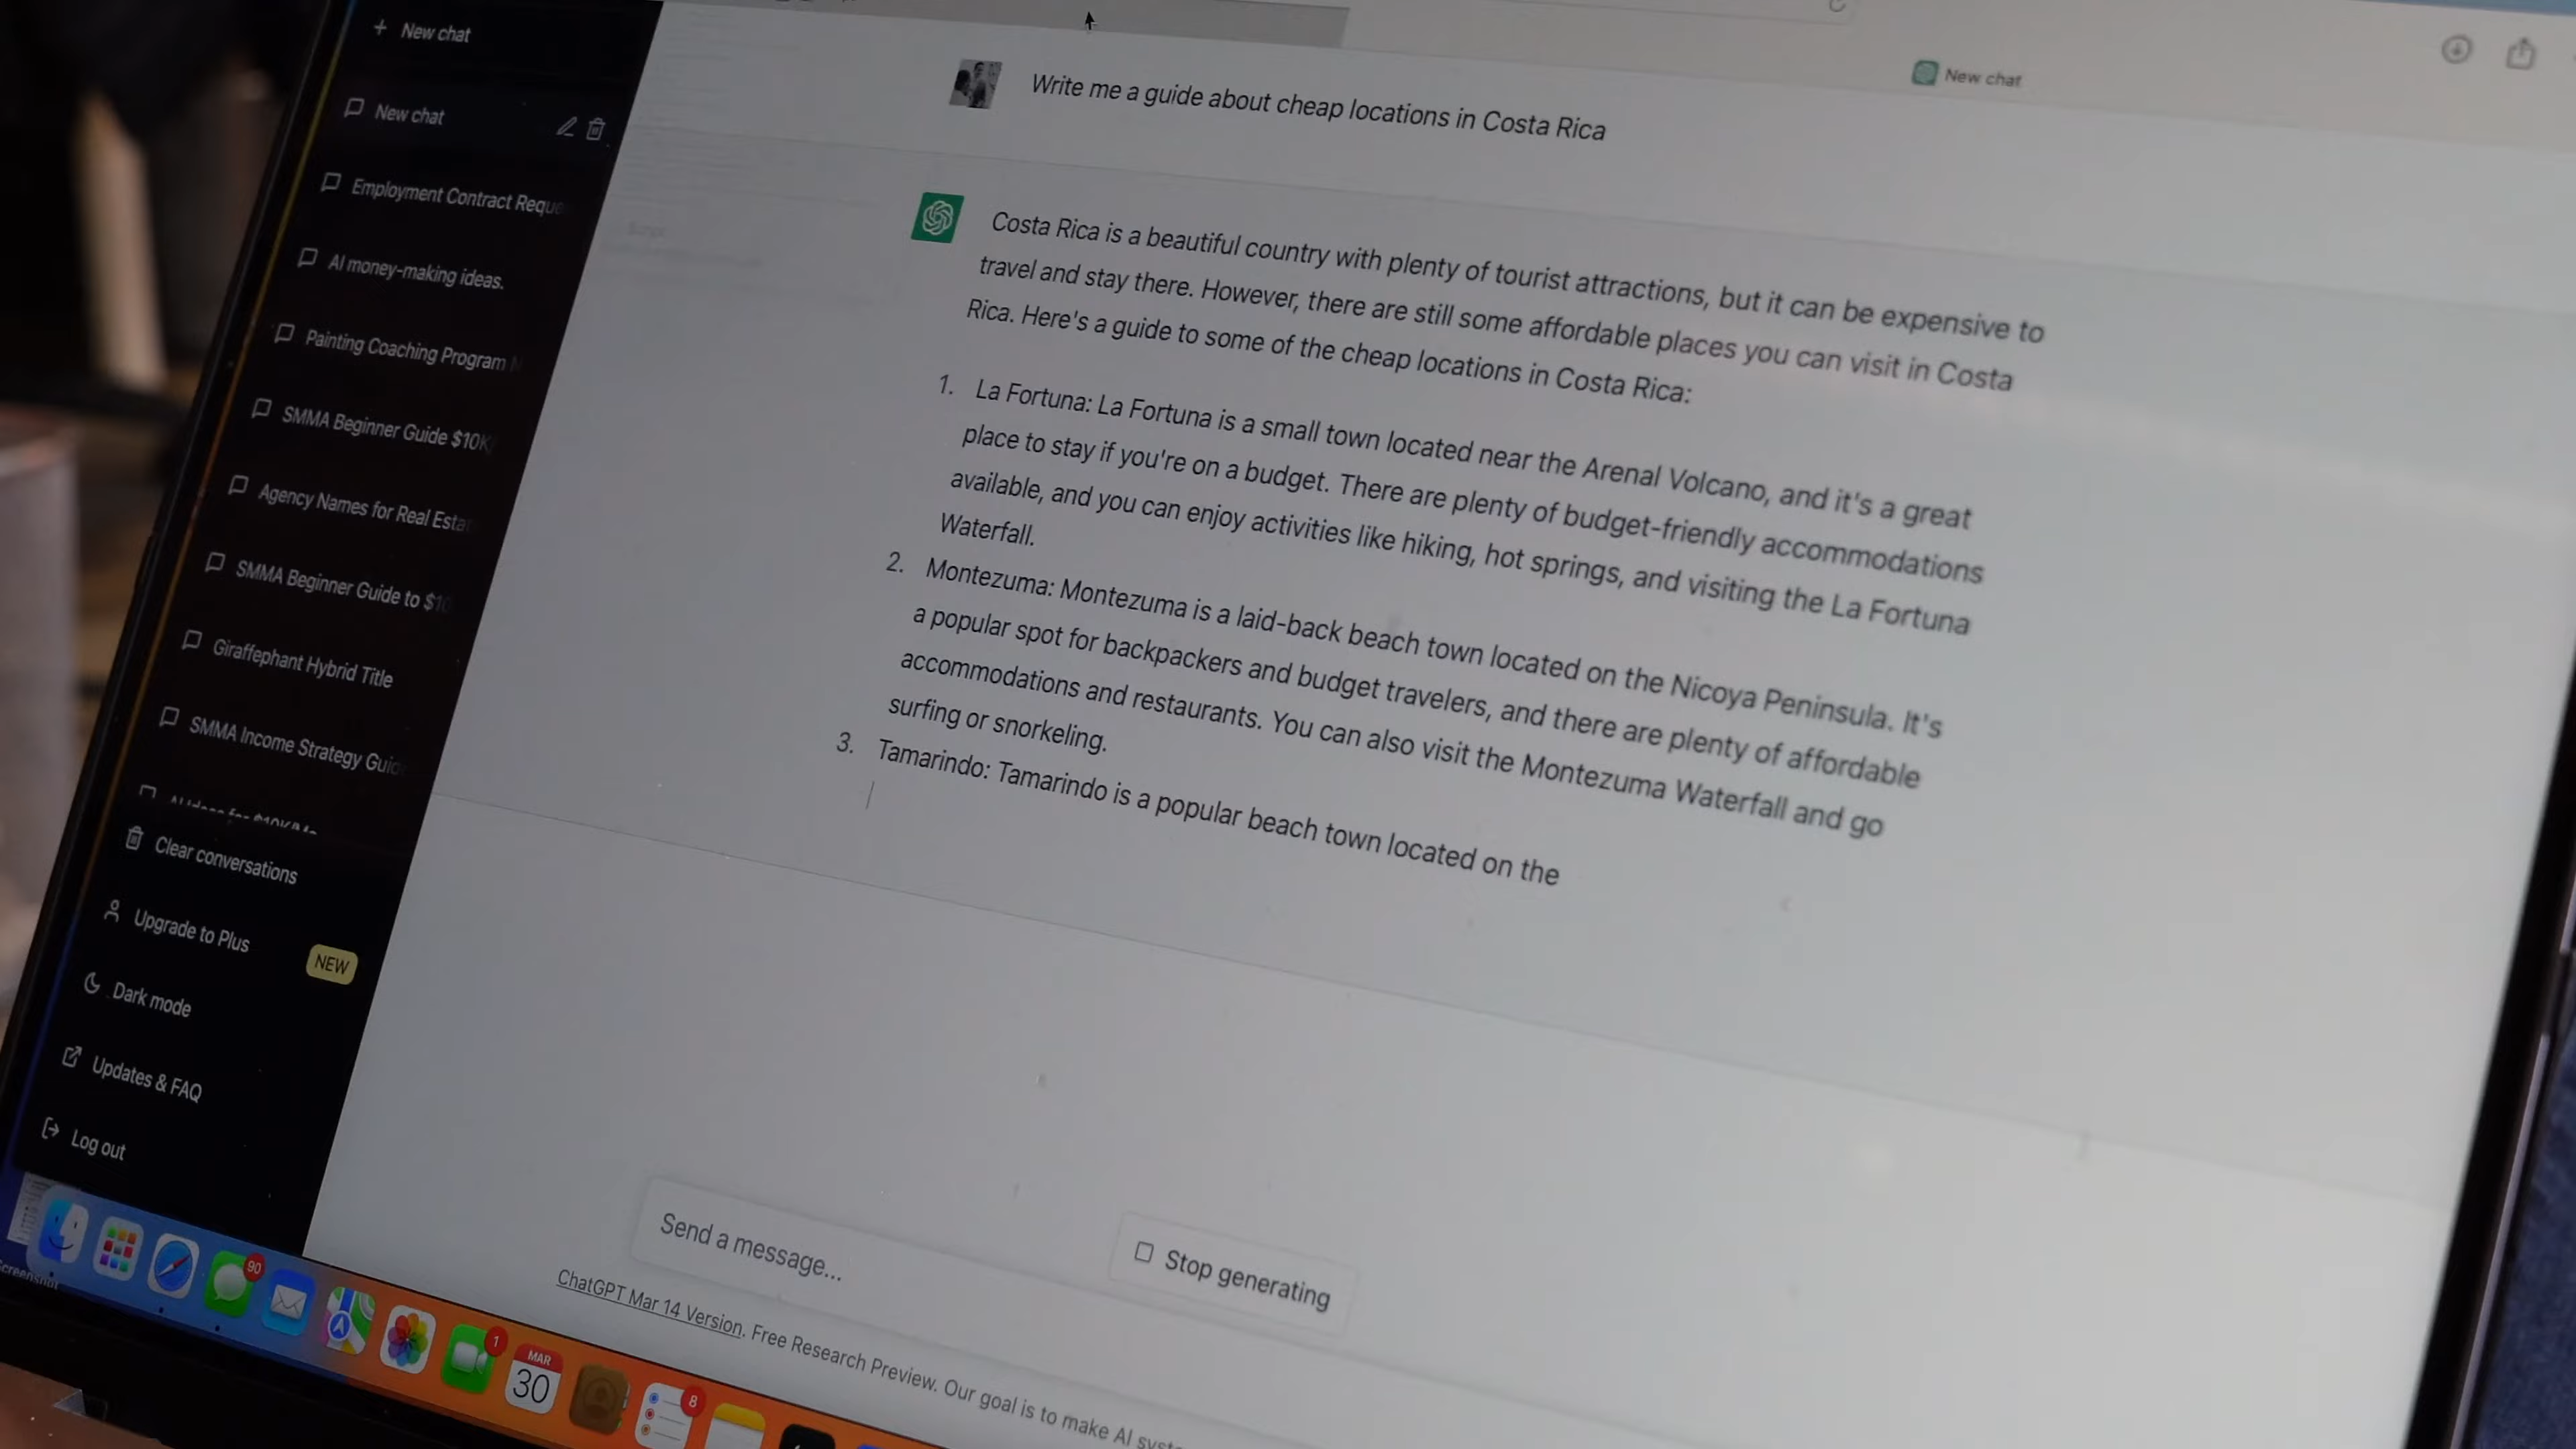 New chat
New chat
Employment Contract Reque
AI money-making ideas.
Painting Coaching Program
SMMA Beginner Guide $10K
Agency Names for Real Esta
SMMA Beginner Guide to $10
Giraffephant Hybrid Title
SMMA Income Strategy Guid
Clear conversations
Upgrade to Plus
NEW
Dark mode
Updates & FAQ
Log out
New chat
Write me a guide about cheap locations in Costa Rica
Costa Rica is a beautiful country with plenty of tourist attractions, but it can be expensive to
travel and stay there. However, there are still some affordable places you can visit in Costa
Rica. Here's a guide to some of the cheap locations in Costa Rica:
1. La Fortuna: La Fortuna is a small town located near the Arenal Volcano, and it's a great
place to stay if you're on a budget. There are plenty of budget-friendly accommodations
available, and you can enjoy activities like hiking, hot springs, and visiting the La Fortuna
Waterfall.
2. Montezuma: Montezuma is a laid-back beach town located on the Nicoya Peninsula. It's
a popular spot for backpackers and budget travelers, and there are plenty of affordable
accommodations and restaurants. You can also visit the Montezuma Waterfall and go
surfing or snorkeling.
3. Tamarindo: Tamarindo is a popular beach town located on the
Stop generating
Send a message...
ChatGPT Mar 14 Version. Free Research Preview. Our goal is to make AI syst
90
1
MAR
30
8